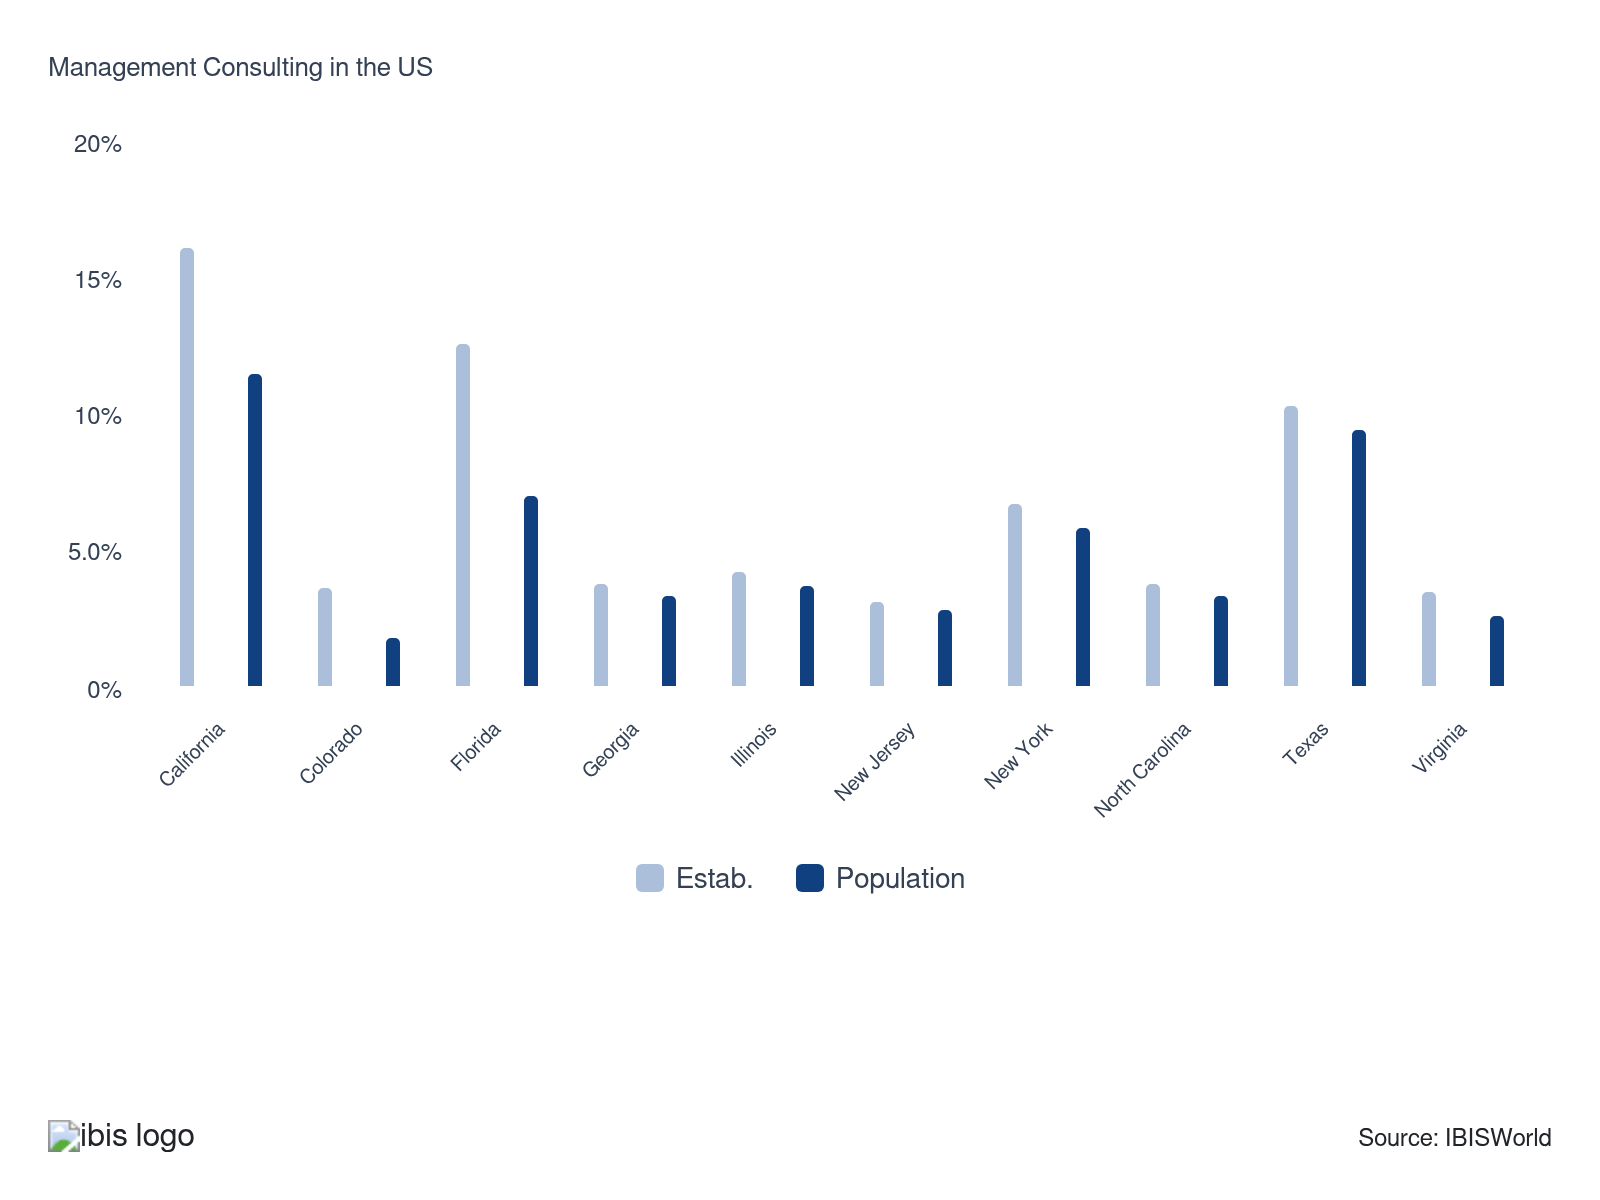 Management Consulting in the US
20%
15%
10%
5.0%
0%
California
Colorado
Florida
Georgia
Illinois
New Jersey
New York
North Carolina
Texas
Virginia
Estab.
Population
ibis logo
Source: IBISWorld